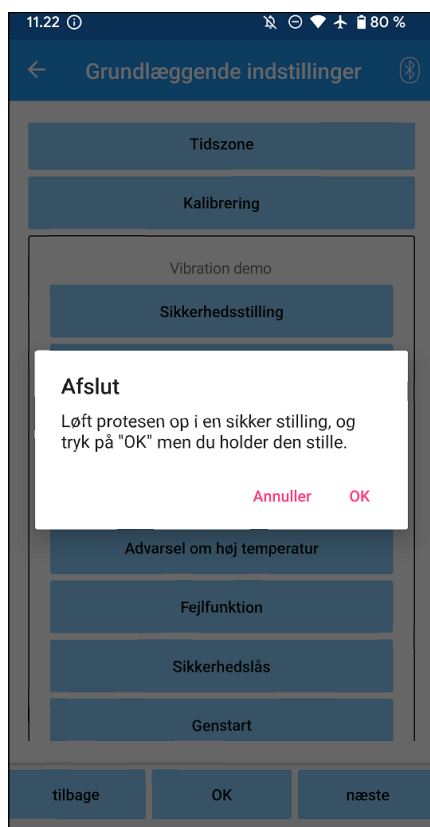 11.22
80 %
Grundlæggende indstillinger
Tidszone
Kalibrering
Vibration demo
Sikkerhedsstilling
Afslut
Løft protesen op i en sikker stilling, og
tryk på "OK" men du holder den stille.
Annuller OK
Advarsel om høj temperatur
Fejlfunktion
Sikkerhedslås
Genstart
tilbage OK næste